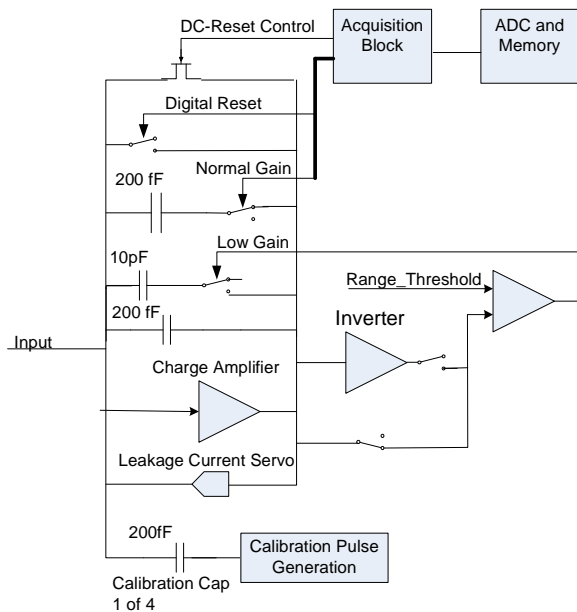 DC-Reset Control
Acquisition
Block
ADC and
Memory
Digital Reset
200 fF
Normal Gain
10pF
Low Gain
Range_Threshold
200 fF
Inverter
Input
Charge Amplifier
Leakage Current Servo
200fF
Calibration Pulse
Generation
Calibration Cap
1 of 4